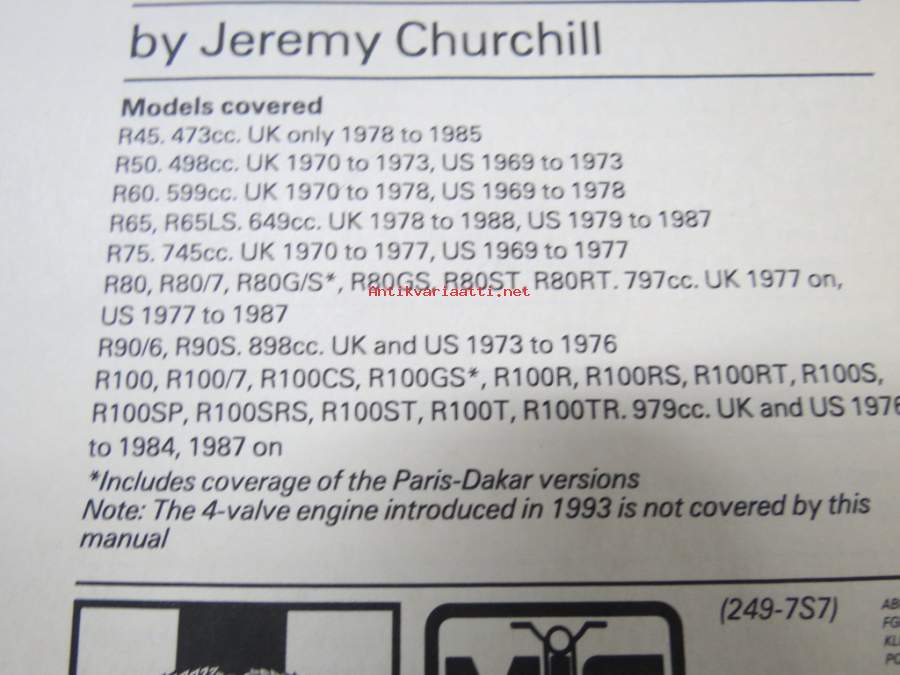 by Jeremy Churchill
Models covered
R45. 473cc. UK only 1978 to 1985
R50. 498cc. UK 1970 to 1973, US 1969 to 1973
R60. 599cc. UK 1970 to 1978, US 1969 to 1978
R65, R65LS. 649cc. UK 1978 to 1988, US 1979 to 1987
R75. 745cc. UK 1970 to 1977, US 1969 to 1977
R80, R80/7, R80G/S*, R80GS, R80ST, R80RT. 797cc. UK 1977 on,
Antikvariaatti.net
US 1977 to 1987
R90/6, R90S. 898cc. UK and US 1973 to 1976
R100, R100/7, R100CS, R100GS*, R100R, R100RS, R100RT, R100S,
R100SP, R100SRS, R100ST, R100T, R100TR. 979cc. UK and US 1976
to 1984, 1987 on
*Includes coverage of the Paris-Dakar versions
Note: The 4-valve engine introduced in 1993 is not covered by this
manual
(249-7S7)